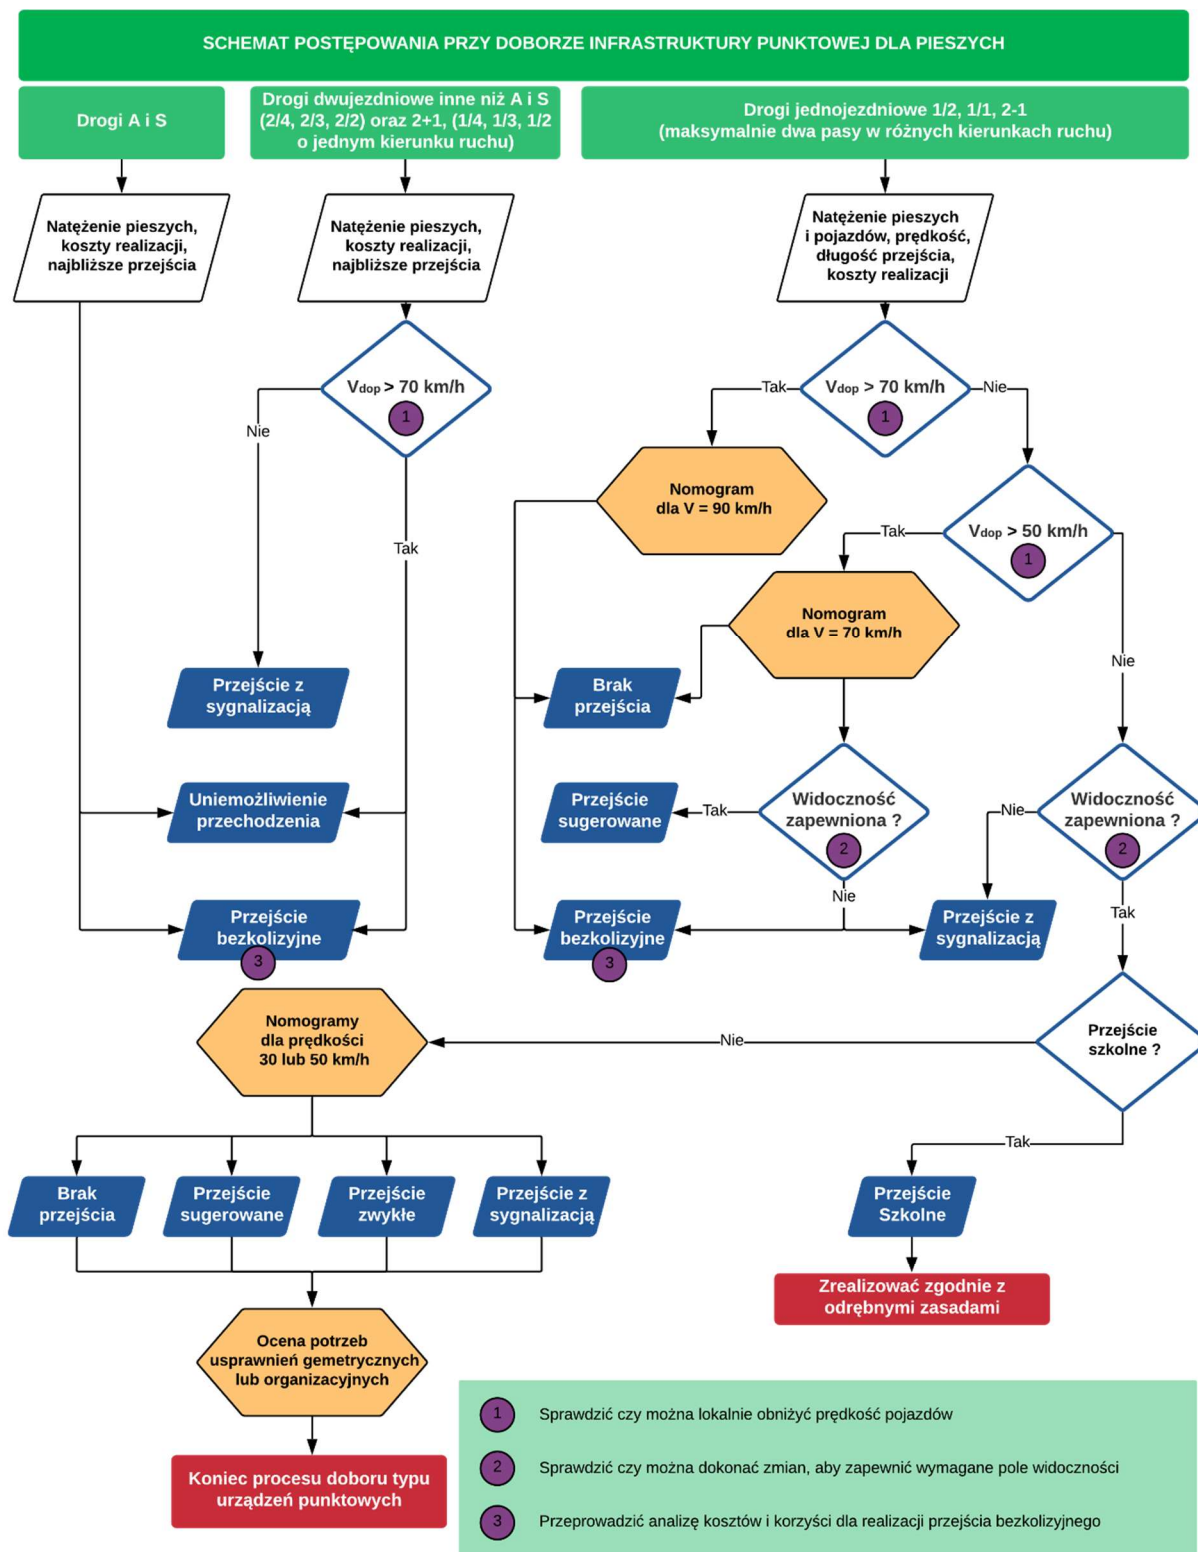 SCHEMAT POSTĘPOWANIA PRZY DOBORZE INFRASTRUKTURY PUNKTOWEJ DLA PIESZYCH
Drogi A i S
Drogi dwujezdniowe inne niż A i S
(2/4, 2/3, 2/2) oraz 2+1, (1/4, 1/3, 1/2
o jednym kierunku ruchu)
Drogi jednojezdniowe 1/2, 1/1, 2-1
(maksymalnie dwa pasy w różnych kierunkach ruchu)
Natężenie pieszych,
koszty realizacji,
najbliższe przejścia
Natężenie pieszych,
koszty realizacji,
najbliższe przejścia
Natężenie pieszych
i pojazdów, prędkość,
długość przejścia,
koszty realizacji
Vdop > 70 km/h
1
Nie
Tak
Vdop > 70 km/h
1
Tak
Nie
Nomogram
dla V = 90 km/h
Vdop > 50 km/h
1
Tak
Nie
Nomogram
dla V = 70 km/h
Przejście z
sygnalizacją
Brak
przejścia
Uniemożliwienie
przechodzenia
Przejście
sugerowane
Tak
Widoczność
zapewniona ?
2
Nie
Nie
Widoczność
zapewniona ?
2
Tak
Przejście
bezkolizyjne
3
Przejście
bezkolizyjne
3
Przejście z
sygnalizacją
Nomogramy
dla prędkości
30 lub 50 km/h
Nie
Przejście
szkolne ?
Tak
Brak
przejścia
Przejście
sugerowane
Przejście
zwykłe
Przejście z
sygnalizacją
Przejście
Szkolne
Zrealizować zgodnie z
odrębnymi zasadami
Ocena potrzeb
usprawnień gemetrycznych
lub organizacyjnych
Koniec procesu doboru typu
urządzeń punktowych
1 Sprawdzić czy można lokalnie obniżyć prędkość pojazdów
2 Sprawdzić czy można dokonać zmian, aby zapewnić wymagane pole widoczności
3 Przeprowadzić analizę kosztów i korzyści dla realizacji przejścia bezkolizyjnego